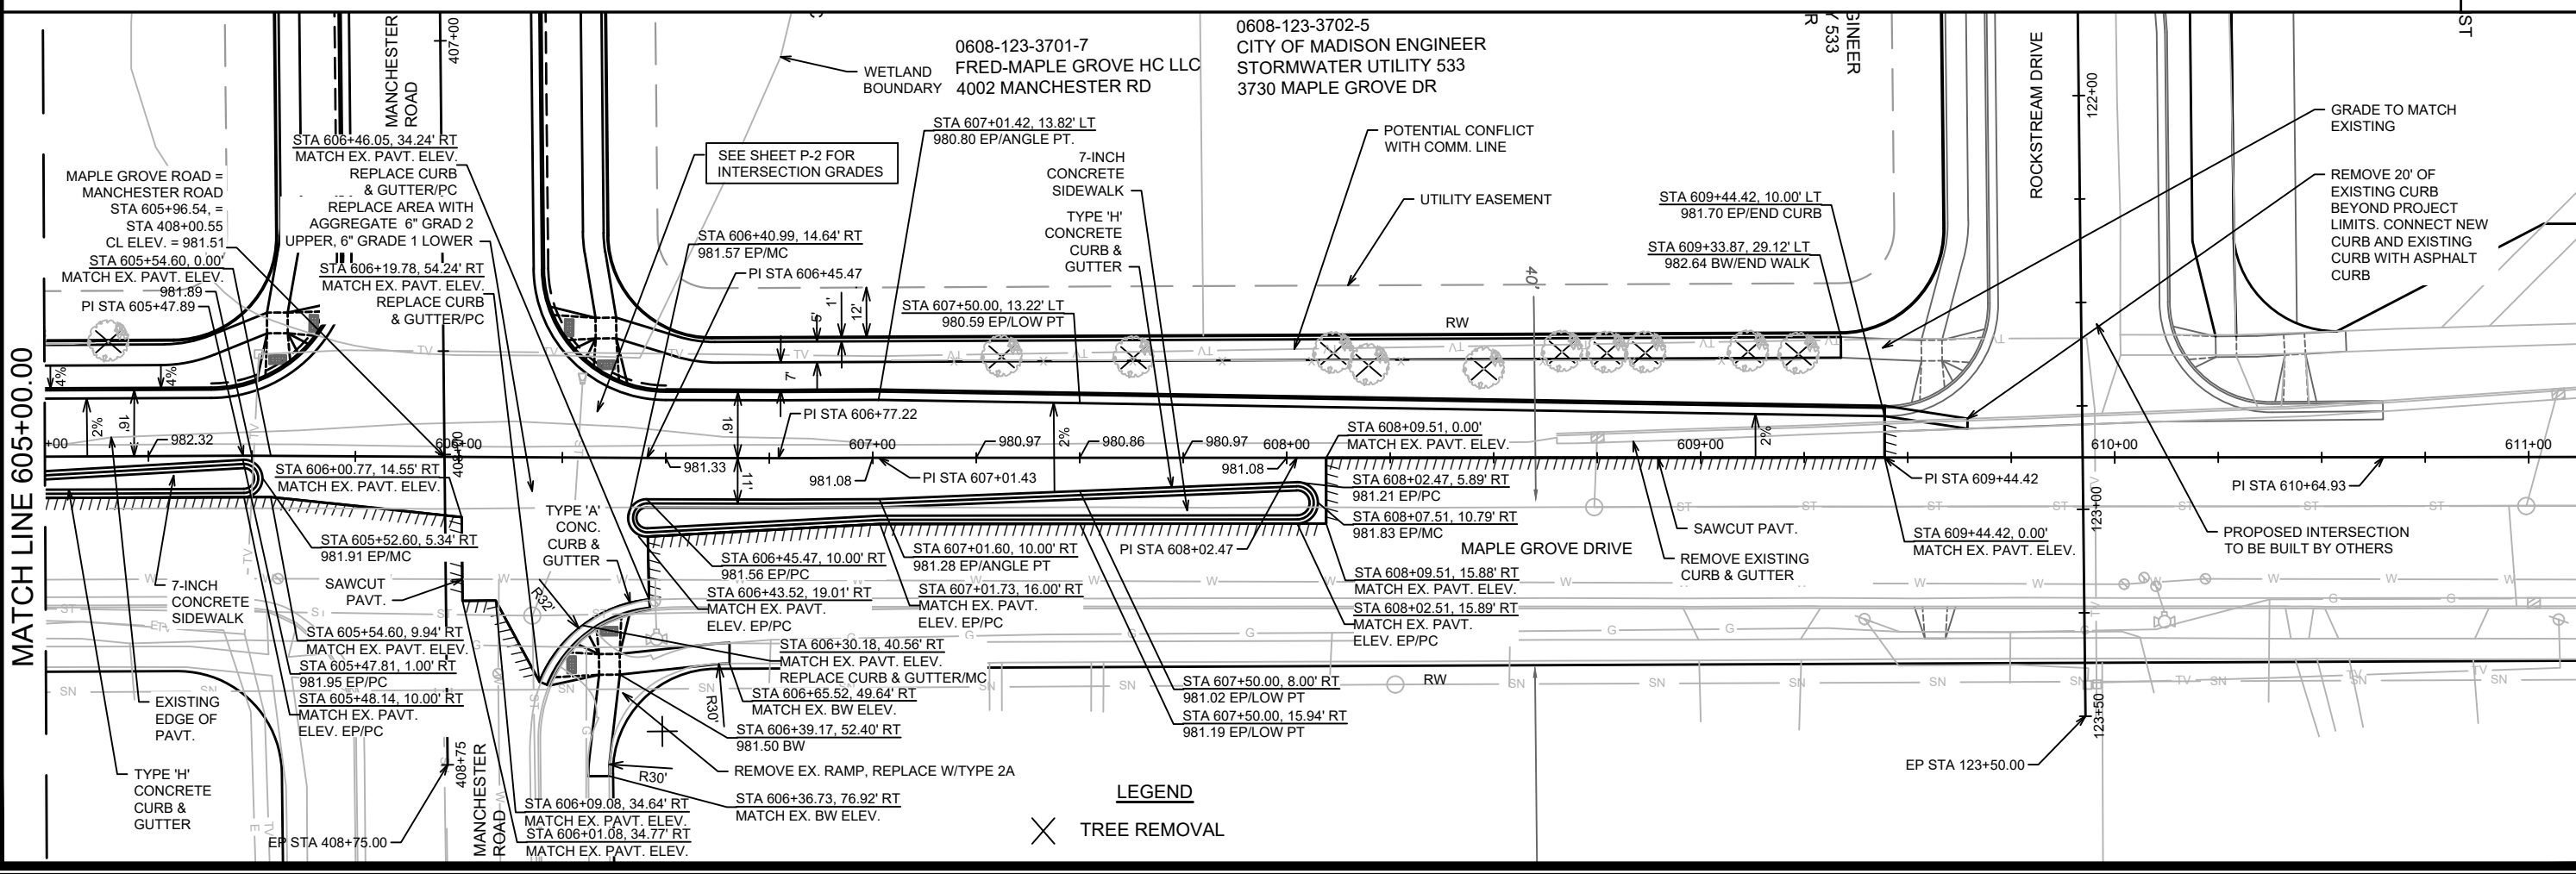 MATCH LINE 605+00.00
MANCHESTER
ROAD
407+00
WETLAND
BOUNDARY
0608-123-3701-7
FRED-MAPLE GROVE HC LLC
4002 MANCHESTER RD
0608-123-3702-5
CITY OF MADISON ENGINEER
STORMWATER UTILITY 533
3730 MAPLE GROVE DR
GINEER
Y 533
R
ST
ROCKSTREAM DRIVE
122+00
STA 606+46.05, 34.24' RT
MATCH EX. PAVT. ELEV.
REPLACE CURB
& GUTTER/PC
REPLACE AREA WITH
AGGREGATE 6" GRAD 2
UPPER, 6" GRADE 1 LOWER
STA 606+19.78, 54.24' RT
MATCH EX. PAVT. ELEV.
REPLACE CURB
& GUTTER/PC
MAPLE GROVE ROAD =
MANCHESTER ROAD
STA 605+96.54, =
STA 408+00.55
CL ELEV. = 981.51
STA 605+54.60, 0.00'
MATCH EX. PAVT. ELEV.
981.89
PI STA 605+47.89
SEE SHEET P-2 FOR
INTERSECTION GRADES
STA 607+01.42, 13.82' LT
980.80 EP/ANGLE PT.
STA 606+40.99, 14.64' RT
981.57 EP/MC
PI STA 606+45.47
7-INCH
CONCRETE
SIDEWALK
TYPE 'H'
CONCRETE
CURB &
GUTTER
STA 607+50.00, 13.22' LT
980.59 EP/LOW PT
POTENTIAL CONFLICT
WITH COMM. LINE
UTILITY EASEMENT
STA 609+44.42, 10.00' LT
981.70 EP/END CURB
STA 609+33.87, 29.12' LT
982.64 BW/END WALK
GRADE TO MATCH
EXISTING
REMOVE 20' OF
EXISTING CURB
BEYOND PROJECT
LIMITS. CONNECT NEW
CURB AND EXISTING
CURB WITH ASPHALT
CURB
40'
5'
1'
12'
7'
RW
TV
TV
TV
4%
4%
2%
16'
16'
11'
2%
2%
+00
982.32
606+00
408+00
PI STA 606+77.22
607+00
980.97
980.86
980.97
608+00
981.33
981.08
PI STA 607+01.43
981.08
STA 608+09.51, 0.00'
MATCH EX. PAVT. ELEV.
609+00
610+00
611+00
STA 606+00.77, 14.55' RT
MATCH EX. PAVT. ELEV.
STA 608+02.47, 5.89' RT
981.21 EP/PC
STA 608+07.51, 10.79' RT
981.83 EP/MC
PI STA 609+44.42
PI STA 610+64.93
123+00
SAWCUT PAVT.
REMOVE EXISTING
CURB & GUTTER
STA 609+44.42, 0.00'
MATCH EX. PAVT. ELEV.
PROPOSED INTERSECTION
TO BE BUILT BY OTHERS
STA 605+52.60, 5.34' RT
981.91 EP/MC
TYPE 'A'
CONC.
CURB &
GUTTER
STA 606+45.47, 10.00' RT
981.56 EP/PC
STA 607+01.60, 10.00' RT
981.28 EP/ANGLE PT
PI STA 608+02.47
MAPLE GROVE DRIVE
7-INCH
CONCRETE
SIDEWALK
SAWCUT
PAVT.
R32'
STA 606+43.52, 19.01' RT
MATCH EX. PAVT.
ELEV. EP/PC
STA 607+01.73, 16.00' RT
MATCH EX. PAVT.
ELEV. EP/PC
STA 608+09.51, 15.88' RT
MATCH EX. PAVT. ELEV.
STA 608+02.51, 15.89' RT
MATCH EX. PAVT.
ELEV. EP/PC
STA 605+54.60, 9.94' RT
MATCH EX. PAVT. ELEV.
STA 605+47.81, 1.00' RT
981.95 EP/PC
STA 605+48.14, 10.00' RT
MATCH EX. PAVT.
ELEV. EP/PC
STA 606+30.18, 40.56' RT
MATCH EX. PAVT. ELEV.
REPLACE CURB & GUTTER/MC
STA 606+65.52, 49.64' RT
MATCH EX. BW ELEV.
R30'
STA 607+50.00, 8.00' RT
981.02 EP/LOW PT
STA 607+50.00, 15.94' RT
981.19 EP/LOW PT
RW
EXISTING
EDGE OF
PAVT.
STA 606+39.17, 52.40' RT
981.50 BW
REMOVE EX. RAMP, REPLACE W/TYPE 2A
R30'
STA 606+36.73, 76.92' RT
MATCH EX. BW ELEV.
123+50
EP STA 123+50.00
TYPE 'H'
CONCRETE
CURB &
GUTTER
408+75
MANCHESTER
ROAD
EP STA 408+75.00
STA 606+09.08, 34.64' RT
MATCH EX. PAVT. ELEV.
STA 606+01.08, 34.77' RT
MATCH EX. PAVT. ELEV.
LEGEND
TREE REMOVAL